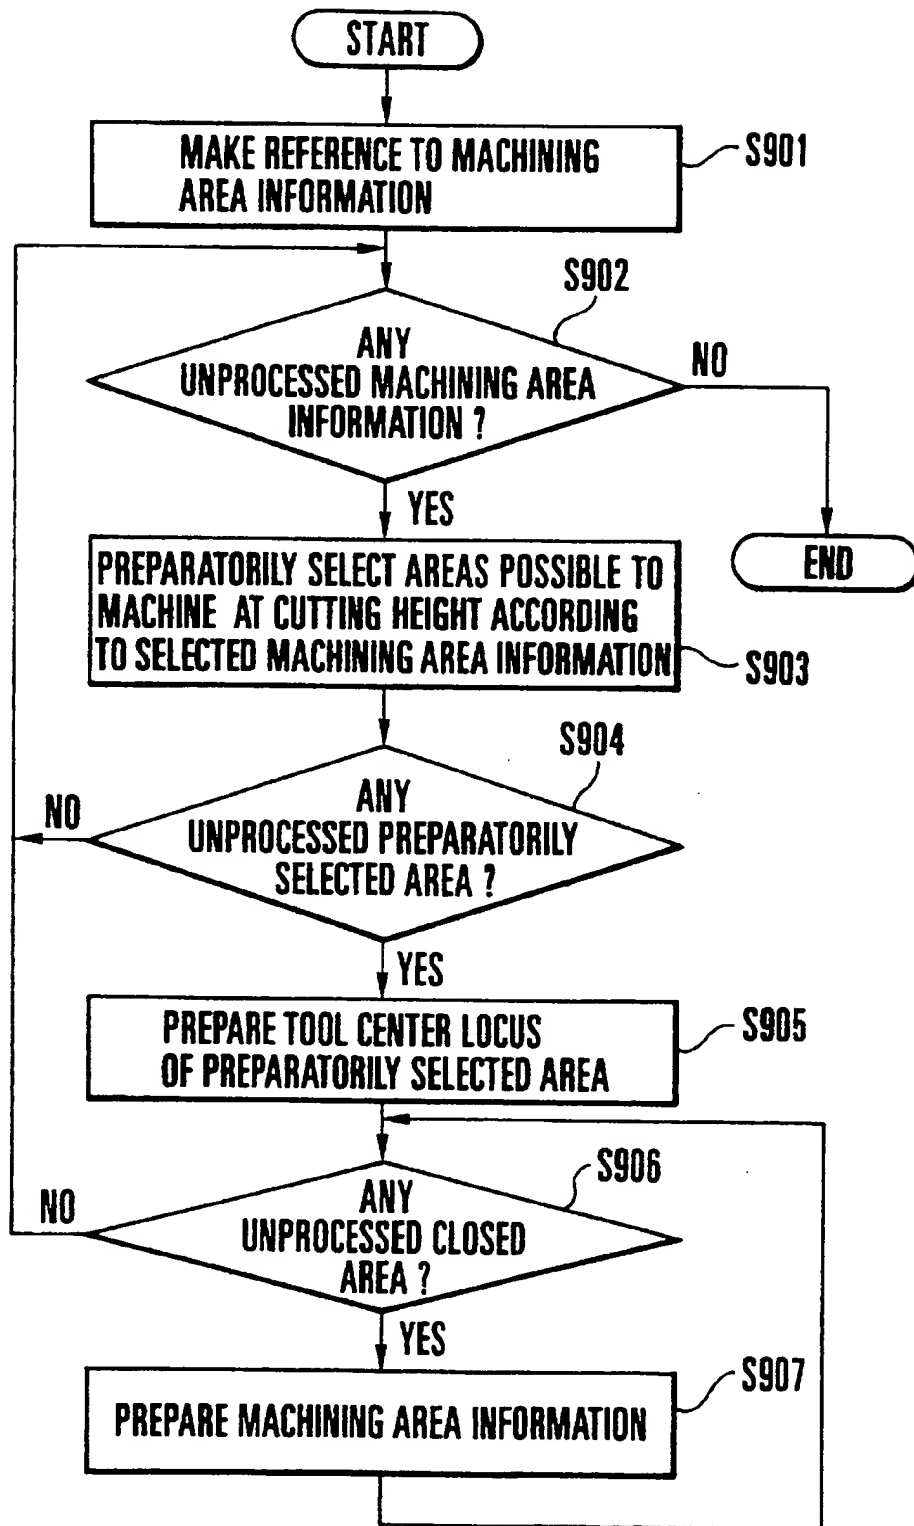 START
MAKE REFERENCE TO MACHINING
AREA INFORMATION
S901
S902
ANY
UNPROCESSED MACHINING AREA
INFORMATION ?
NO
YES
END
PREPARATORILY SELECT AREAS POSSIBLE TO
MACHINE AT CUTTING HEIGHT ACCORDING
TO SELECTED MACHINING AREA INFORMATION
S903
S904
ANY
UNPROCESSED PREPARATORILY
SELECTED AREA ?
NO
YES
PREPARE TOOL CENTER LOCUS
OF PREPARATORILY SELECTED AREA
S905
S906
ANY
UNPROCESSED CLOSED
AREA ?
NO
YES
S907
PREPARE MACHINING AREA INFORMATION